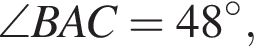 ∠BAC = 48°,